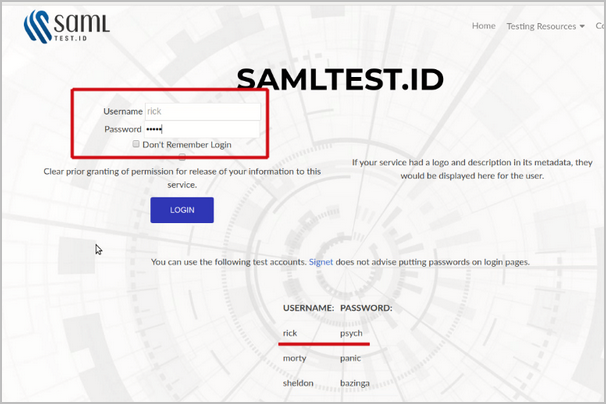 SAML
TEST.ID
Home Testing Resources
SAMLTEST.ID
Username rick
Password •••••
Don't Remember Login
Clear prior granting of permission for release of your information to this
service.
LOGIN
If your service had a logo and description in its metadata, they
would be displayed here for the user.
You can use the following test accounts. Signet does not advise putting passwords on login pages.
USERNAME: PASSWORD:
rick psych
morty panic
sheldon bazinga